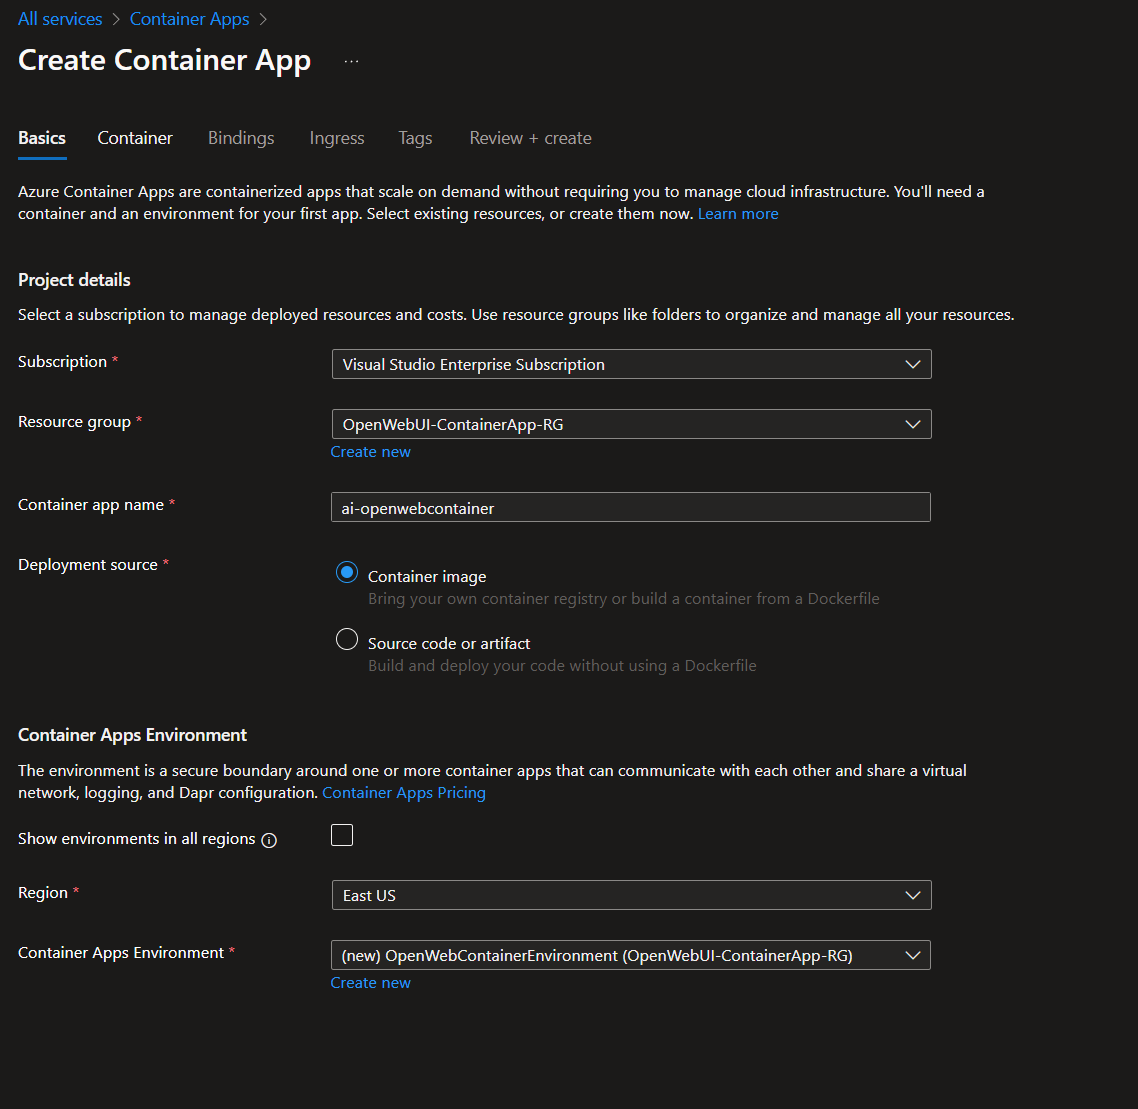 All services > Container Apps >
Create Container App ...
Basics Container Bindings Ingress Tags Review + create
Azure Container Apps are containerized apps that scale on demand without requiring you to manage cloud infrastructure. You'll need a
container and an environment for your first app. Select existing resources, or create them now. Learn more
Project details
Select a subscription to manage deployed resources and costs. Use resource groups like folders to organize and manage all your resources.
Subscription * Visual Studio Enterprise Subscription
Resource group * OpenWebUI-ContainerApp-RG
Create new
Container app name * ai-openwebcontainer
Deployment source *
Container image
Bring your own container registry or build a container from a Dockerfile
Source code or artifact
Build and deploy your code without using a Dockerfile
Container Apps Environment
The environment is a secure boundary around one or more container apps that can communicate with each other and share a virtual
network, logging, and Dapr configuration. Container Apps Pricing
Show environments in all regions
Region * East US
Container Apps Environment * (new) OpenWebContainerEnvironment (OpenWebUI-ContainerApp-RG)
Create new